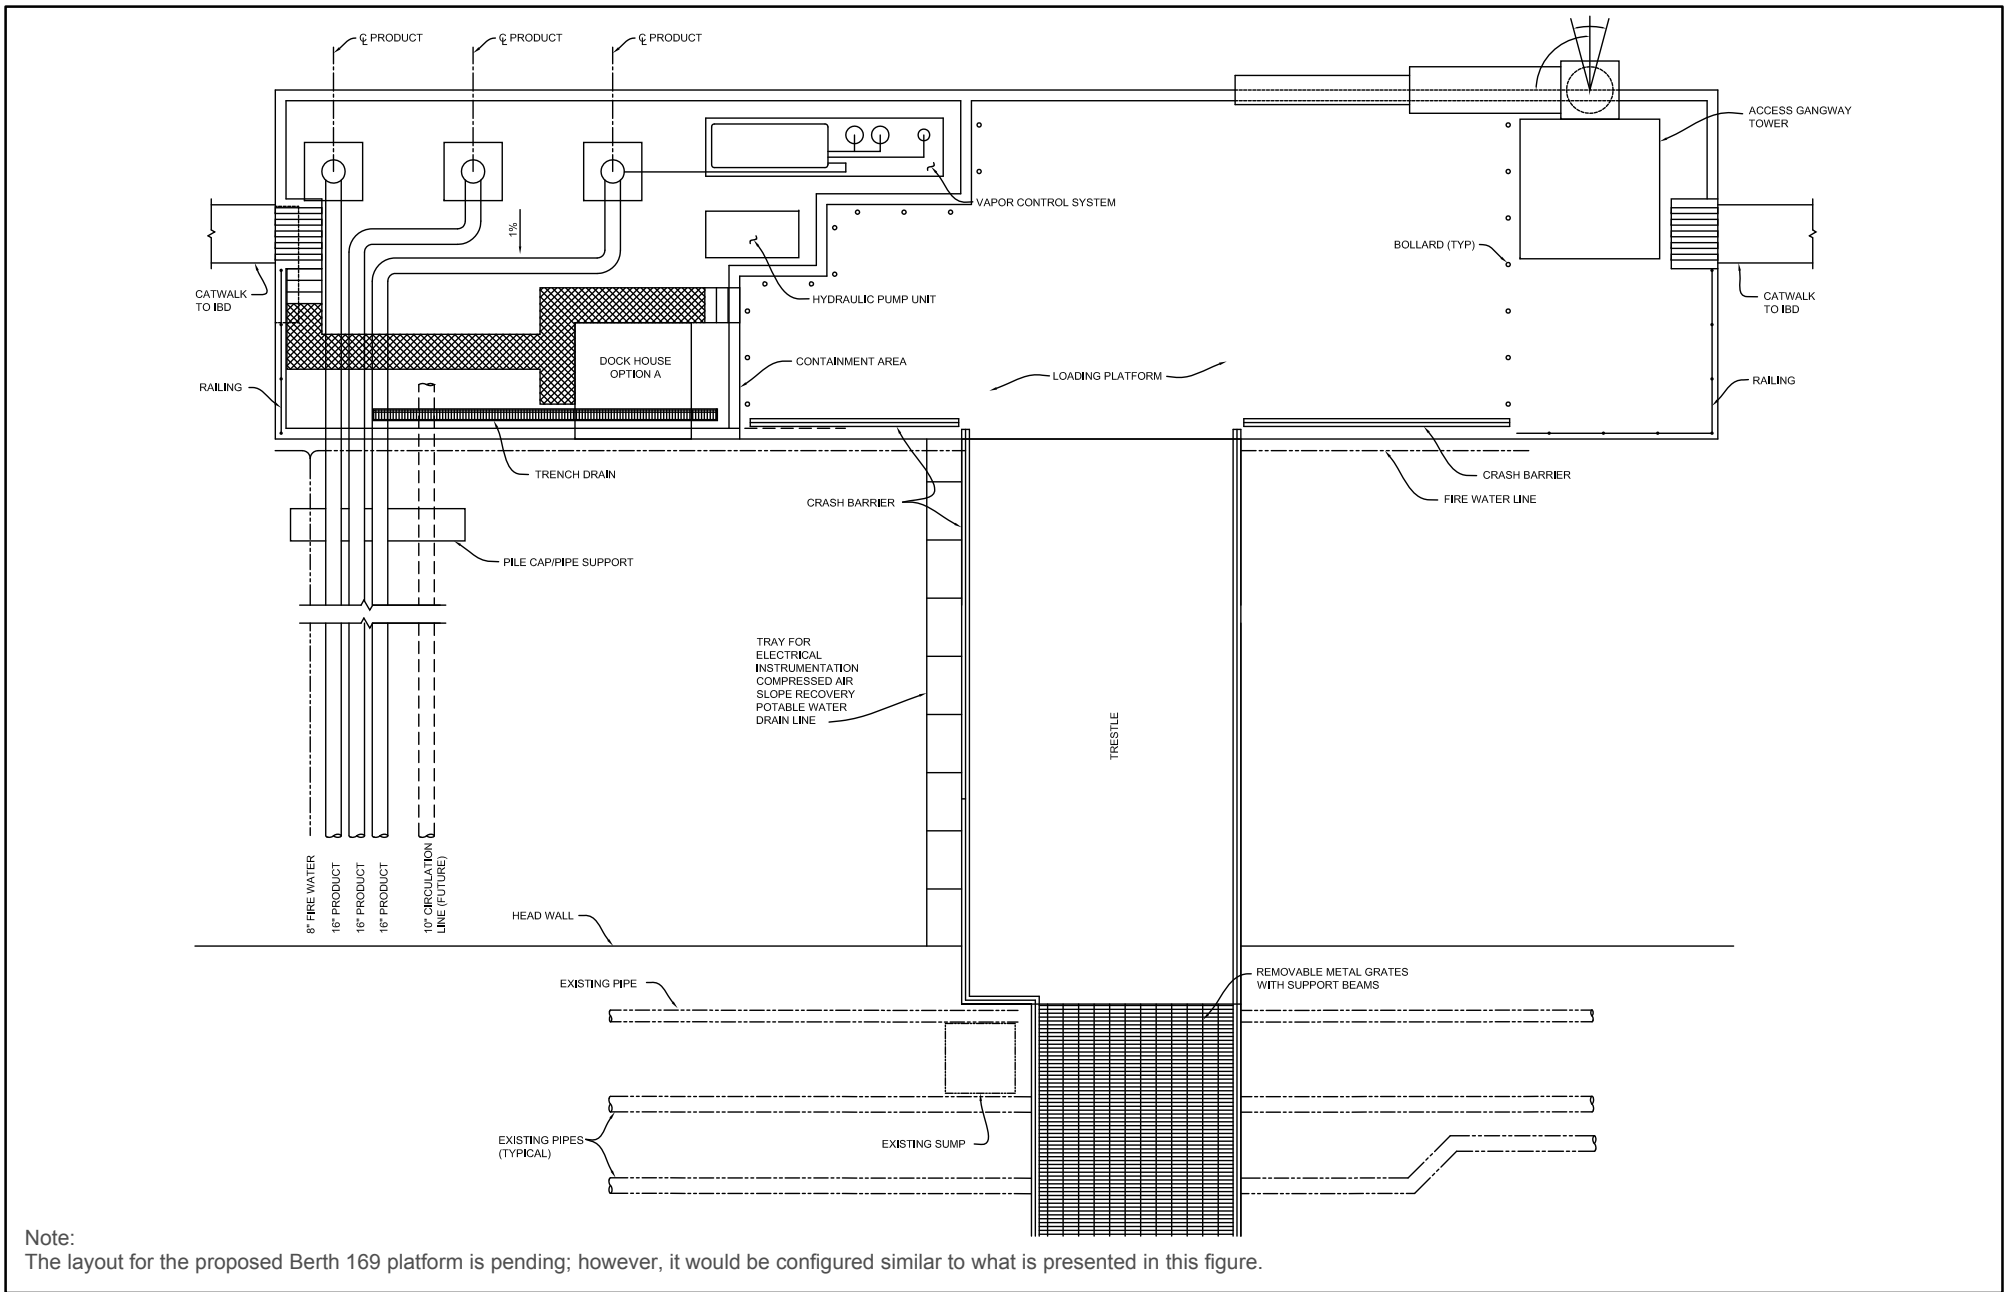 ℄ PRODUCT
℄ PRODUCT
℄ PRODUCT
ACCESS GANGWAY
TOWER
VAPOR CONTROL SYSTEM
1%
BOLLARD (TYP)
CATWALK
TO IBD
HYDRAULIC PUMP UNIT
CATWALK
TO IBD
DOCK HOUSE
OPTION A
CONTAINMENT AREA
LOADING PLATFORM
RAILING
RAILING
TRENCH DRAIN
CRASH BARRIER
CRASH BARRIER
FIRE WATER LINE
PILE CAP/PIPE SUPPORT
TRAY FOR
ELECTRICAL
INSTRUMENTATION
COMPRESSED AIR
SLOPE RECOVERY
POTABLE WATER
DRAIN LINE
TRESTLE
8" FIRE WATER
16" PRODUCT
16" PRODUCT
16" PRODUCT
10" CIRCULATION
LINE (FUTURE)
HEAD WALL
EXISTING PIPE
REMOVABLE METAL GRATES
WITH SUPPORT BEAMS
EXISTING PIPES
(TYPICAL)
EXISTING SUMP
Note:
The layout for the proposed Berth 169 platform is pending; however, it would be configured similar to what is presented in this figure.